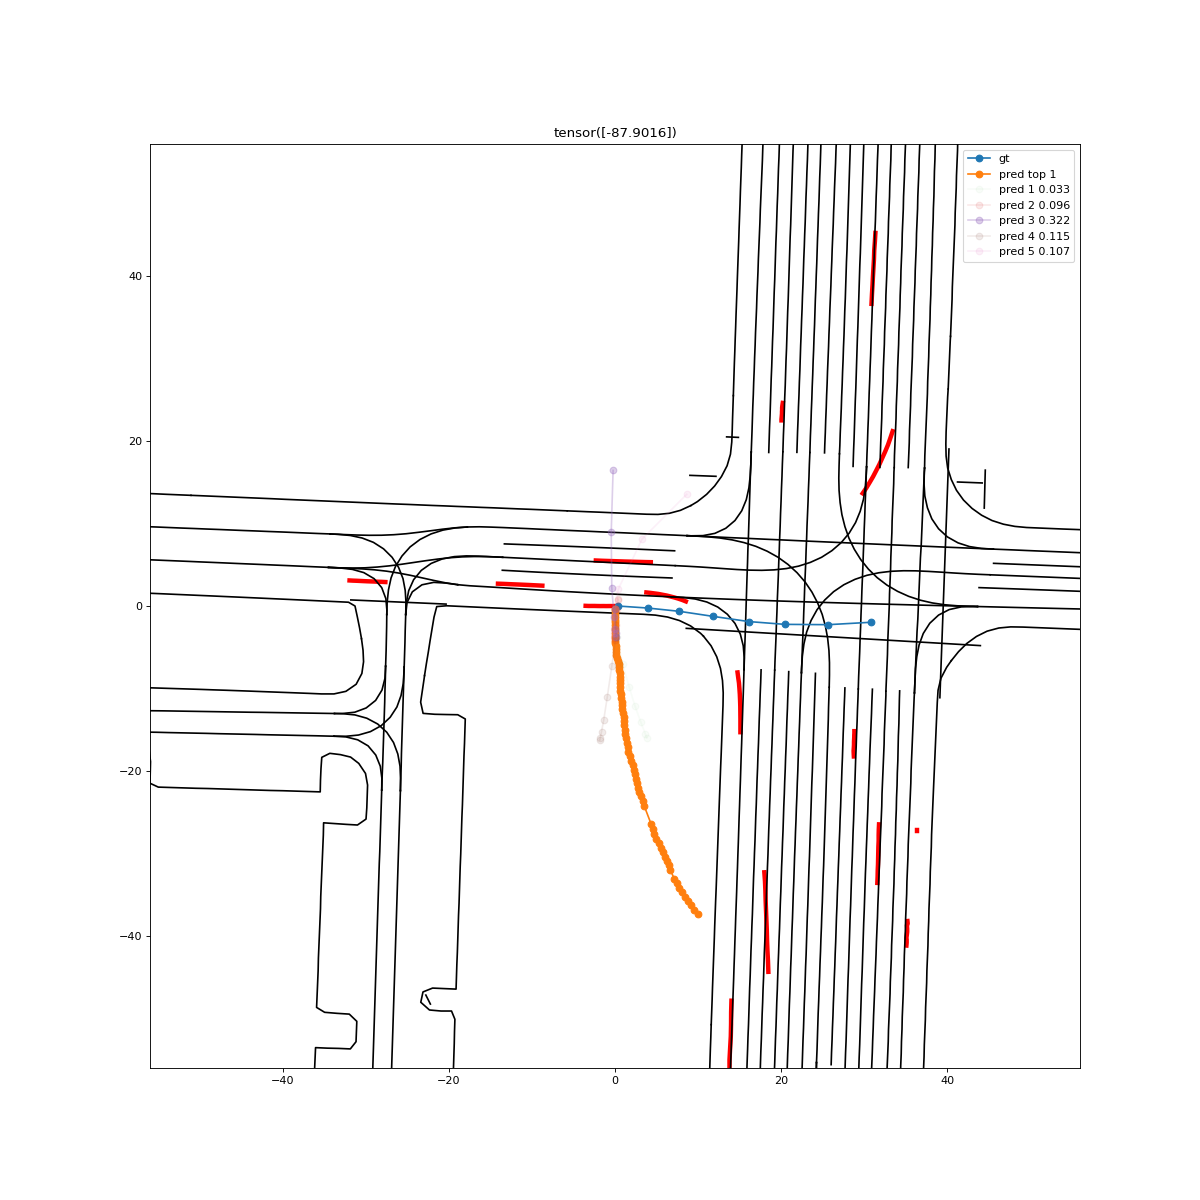 tensor([-87.9016])
gt
pred top 1
pred 1 0.033
pred 2 0.096
pred 3 0.322
pred 4 0.115
pred 5 0.107
40
20
0
−20
−40
−40
−20
0
20
40